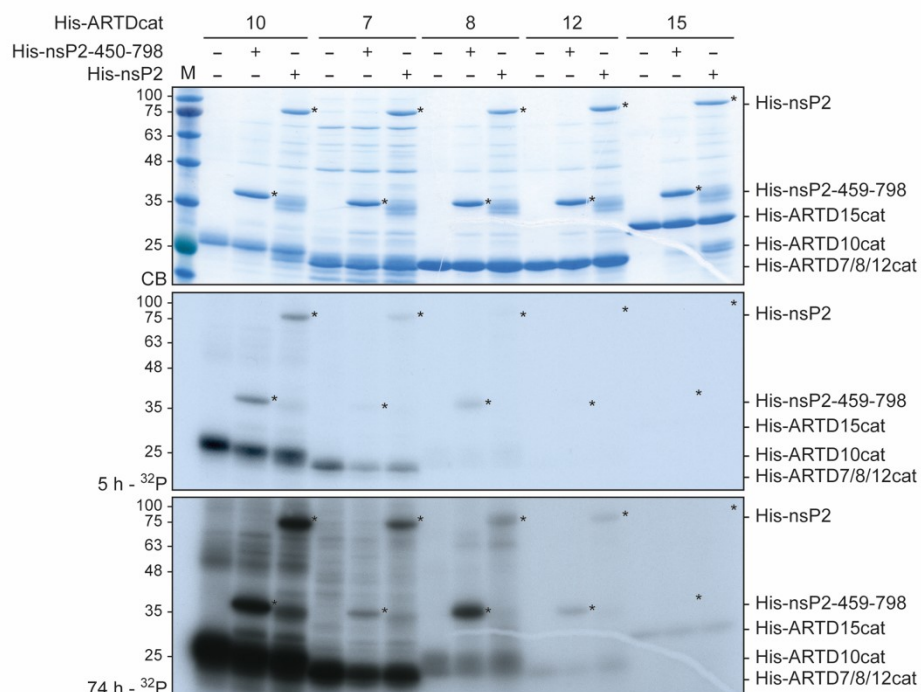 His-ARTDcat 10 7 8 12 15
His-nsP2-450-798 – + – – + – – + – – + – – + –
His-nsP2 – – + – – + – – + – – + – – +
M
100
75
63
48
35
25
CB
* * * * * * * * * *
His-nsP2
His-nsP2-459-798
His-ARTD15cat
His-ARTD10cat
His-ARTD7/8/12cat
100
75
63
48
35
25
5 h - ³²P
* * * * * * * * * *
His-nsP2
His-nsP2-459-798
His-ARTD15cat
His-ARTD10cat
His-ARTD7/8/12cat
100
75
63
48
35
25
74 h - ³²P
* * * * * * * * * *
His-nsP2
His-nsP2-459-798
His-ARTD15cat
His-ARTD10cat
His-ARTD7/8/12cat